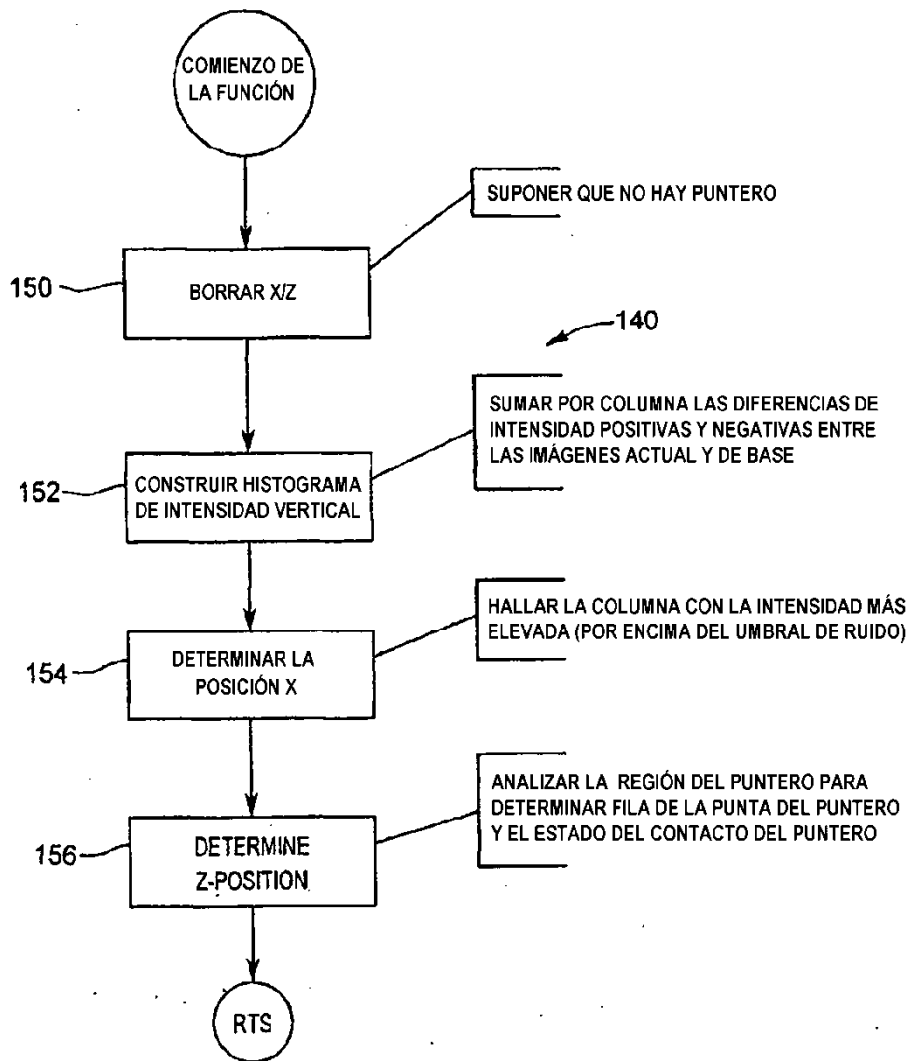 COMIENZO DE
LA FUNCIÓN
SUPONER QUE NO HAY PUNTERO
150
BORRAR X/Z
140
SUMAR POR COLUMNA LAS DIFERENCIAS DE
INTENSIDAD POSITIVAS Y NEGATIVAS ENTRE
LAS IMÁGENES ACTUAL Y DE BASE
152
CONSTRUIR HISTOGRAMA
DE INTENSIDAD VERTICAL
HALLAR LA COLUMNA CON LA INTENSIDAD MÁS
ELEVADA (POR ENCIMA DEL UMBRAL DE RUIDO)
154
DETERMINAR LA
POSICIÓN X
ANALIZAR LA REGIÓN DEL PUNTERO PARA
DETERMINAR FILA DE LA PUNTA DEL PUNTERO
Y EL ESTADO DEL CONTACTO DEL PUNTERO
156
DETERMINE
Z-POSITION
RTS